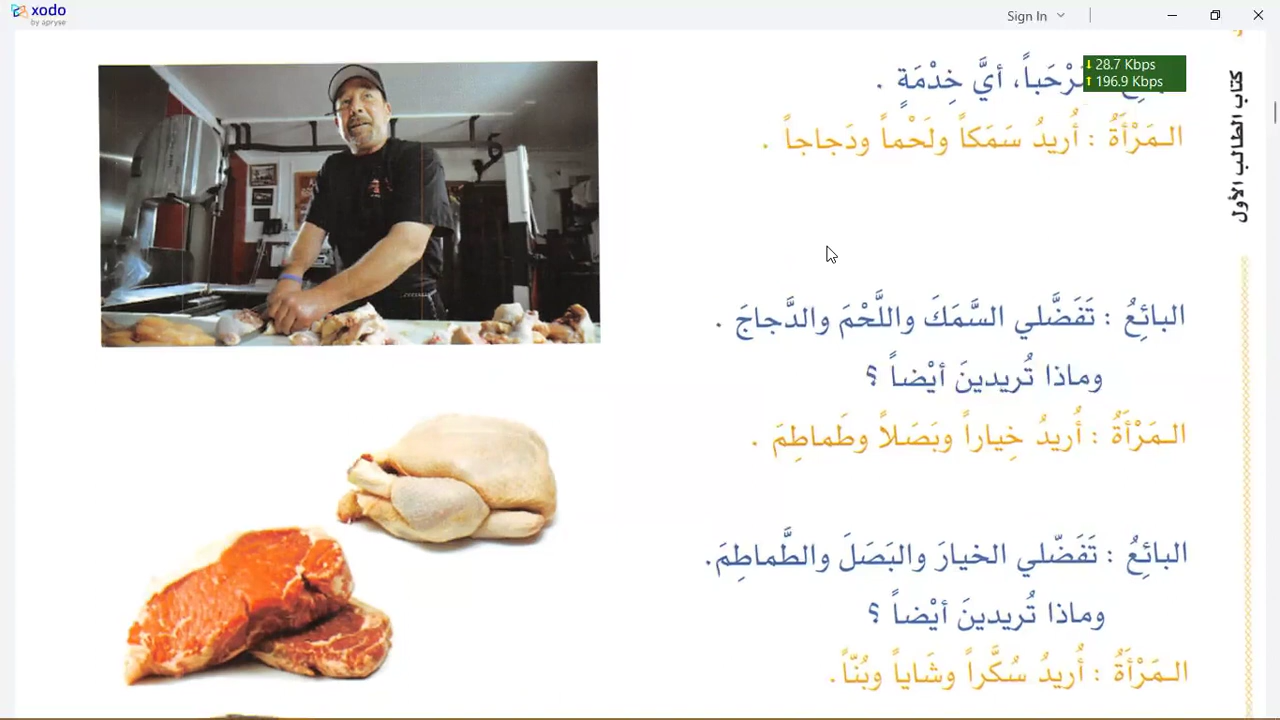 xodo
by apryse
Sign In
28.7 Kbps
196.9 Kbps
كتاب الطالب الأول
مَرْحَباً، أيَّ خِدْمَةٍ .
الـمَرْأَةُ : أُريدُ سَمَكاً ولَحْماً ودَجاجاً .
البائِعُ : تَفَضَّلي السَّمَكَ واللَّحْمَ والدَّجاجَ .
وماذا تُريدينَ أيْضاً ؟
الـمَرْأَةُ : أُريدُ خِياراً وبَصَلاً وطَماطِمَ .
البائِعُ : تَفَضّلي الخيارَ والبَصَلَ والطَّماطِمَ.
وماذا تُريدينَ أيْضاً ؟
الـمَرْأَةُ : أُريدُ سُكَّراً وشَاياً وبُنّاً.